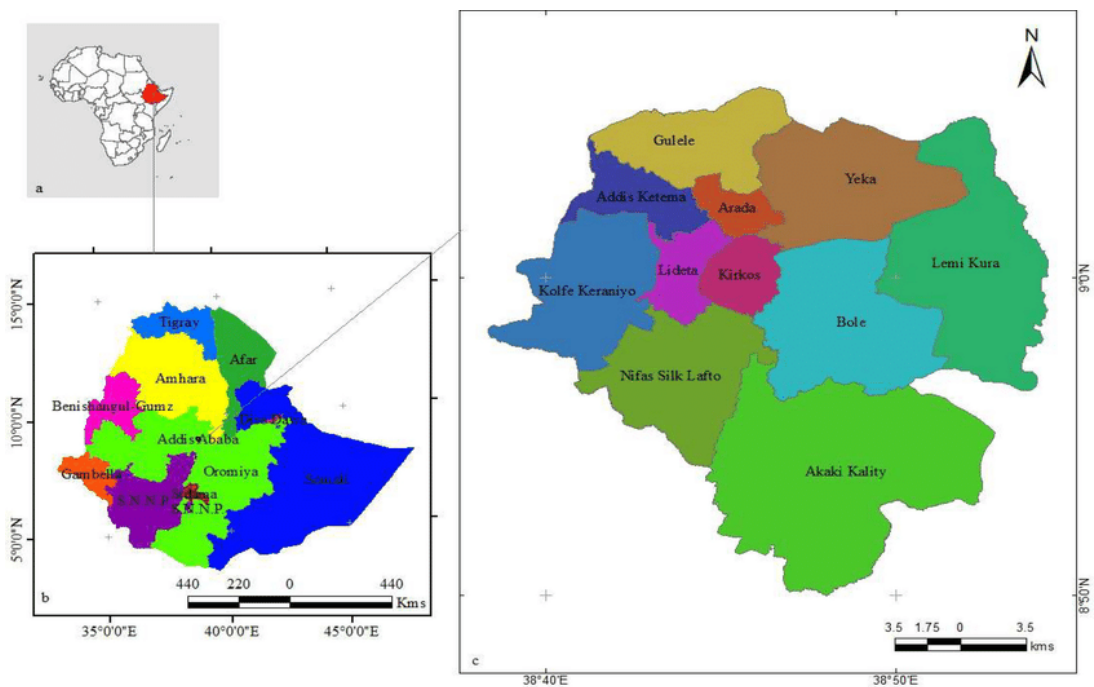 a
15°0'0"N
10°0'0"N
5°0'0"N
Tigray
Afar
Amhara
Benishangul-Gumz
Addis Ababa
Oromiya
Gambella
Somali
S.N.N.P.
Sidama
S.N.N.P.
440 220 0 440
Kms
b
35°0'0"E 40°0'0"E 45°0'0"E
N
Gulele
Yeka
Addis Ketema
Arada
Lideta
Kirkos
Lemi Kura
Kolfe Keraniyo
Bole
Nifas Silk Lafto
Akaki Kality
9°0'N
8°50'N
3.5 1.75 0 3.5
kms
c
38°40'E 38°50'E